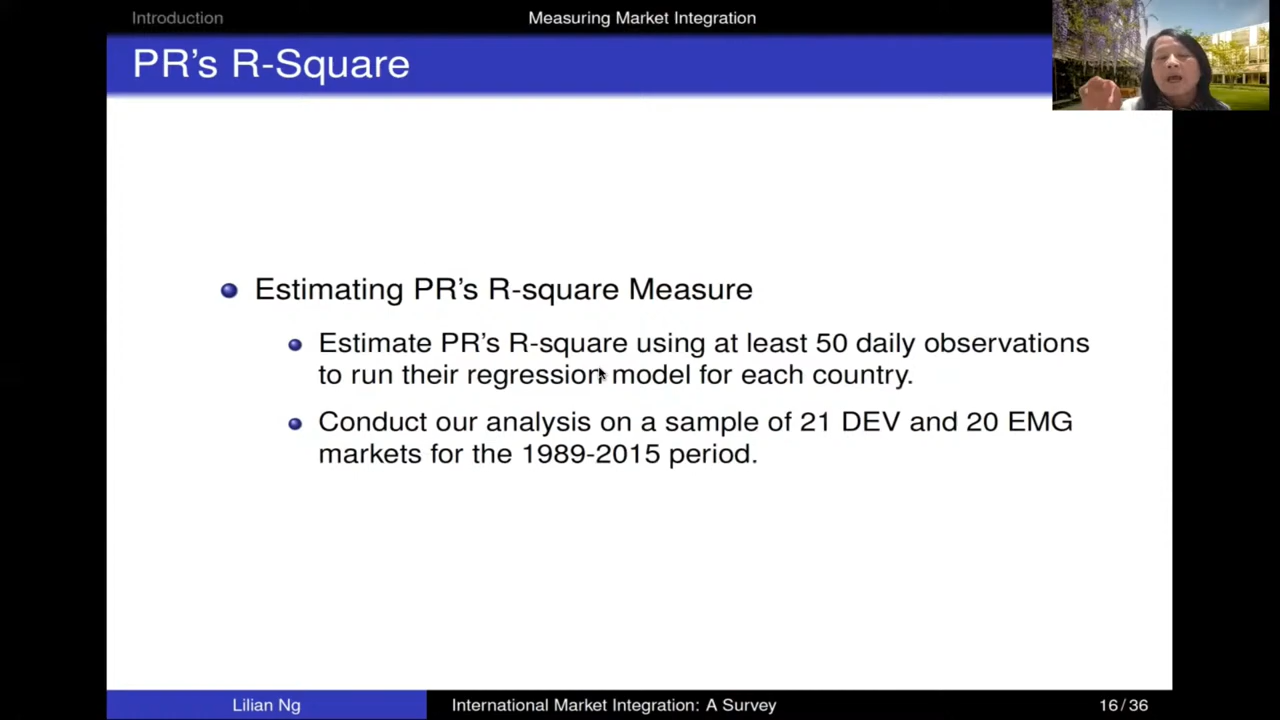 Introduction
Measuring Market Integration
PR's R-Square
Estimating PR's R-square Measure
Estimate PR's R-square using at least 50 daily observations
to run their regression model for each country.
Conduct our analysis on a sample of 21 DEV and 20 EMG
markets for the 1989-2015 period.
Lilian Ng
International Market Integration: A Survey
16 / 36